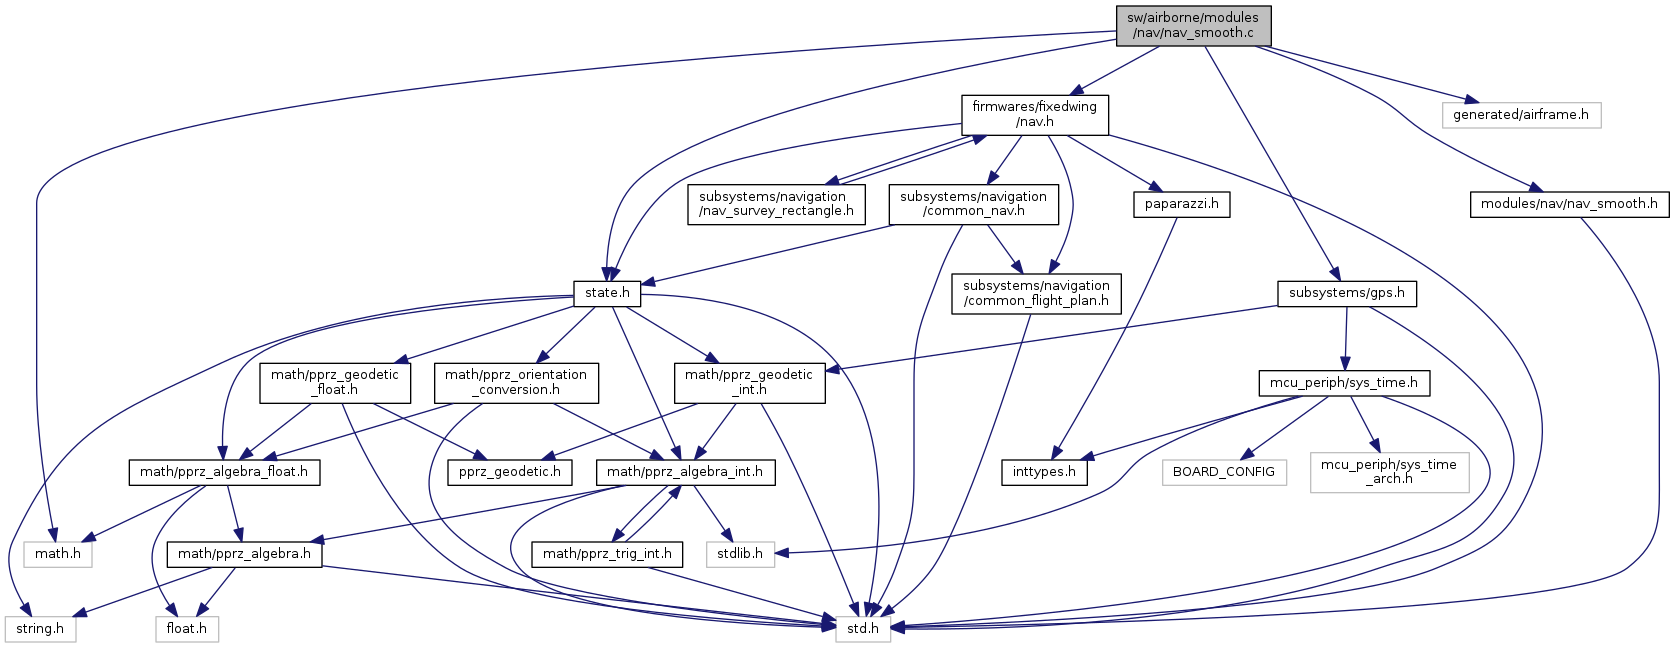 sw/airborne/modules
/nav/nav_smooth.c
firmwares/fixedwing
/nav.h
generated/airframe.h
subsystems/navigation
/nav_survey_rectangle.h
subsystems/navigation
/common_nav.h
paparazzi.h
modules/nav/nav_smooth.h
state.h
subsystems/navigation
/common_flight_plan.h
subsystems/gps.h
math/pprz_geodetic
_float.h
math/pprz_orientation
_conversion.h
math/pprz_geodetic
_int.h
mcu_periph/sys_time.h
math/pprz_algebra_float.h
pprz_geodetic.h
math/pprz_algebra_int.h
inttypes.h
BOARD_CONFIG
mcu_periph/sys_time
_arch.h
math.h
math/pprz_algebra.h
math/pprz_trig_int.h
stdlib.h
string.h
float.h
std.h